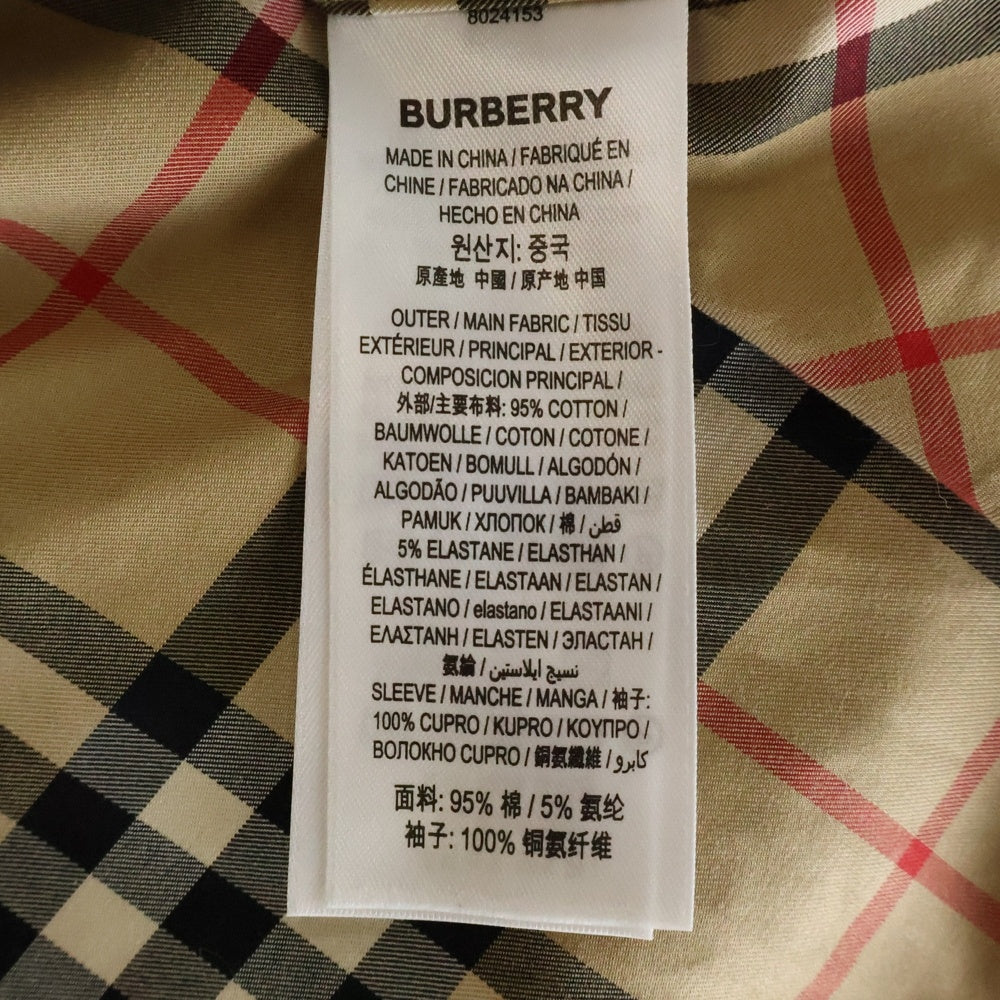 8024153
BURBERRY
MADE IN CHINA / FABRIQUÉ EN
CHINE / FABRICADO NA CHINA /
HECHO EN CHINA
원산지: 중국
原產地 中國 / 原产地 中国
OUTER / MAIN FABRIC / TISSU
EXTÉRIEUR / PRINCIPAL / EXTERIOR -
COMPOSICION PRINCIPAL /
外部/主要布料: 95% COTTON /
BAUMWOLLE / COTON / COTONE /
KATOEN / BOMULL / ALGODÓN /
ALGODÃO / PUUVILLA / BAMBAKI /
PAMUK / ХЛОПОК / 棉 / قطن
5% ELASTANE / ELASTHAN /
ÉLASTHANE / ELASTAAN / ELASTAN /
ELASTANO / elastano / ELASTAANI /
ΕΛΑΣΤΑΝΗ / ELASTEN / ЭЛАСТАН /
氨綸 / نسيج ايلاستين
SLEEVE / MANCHE / MANGA / 袖子:
100% CUPRO / KUPRO / ΚΟΥΠΡΟ /
ВОЛОКНО CUPRO / 銅氨纖維 / كابرو
面料: 95% 棉 / 5% 氨纶
袖子: 100% 铜氨纤维